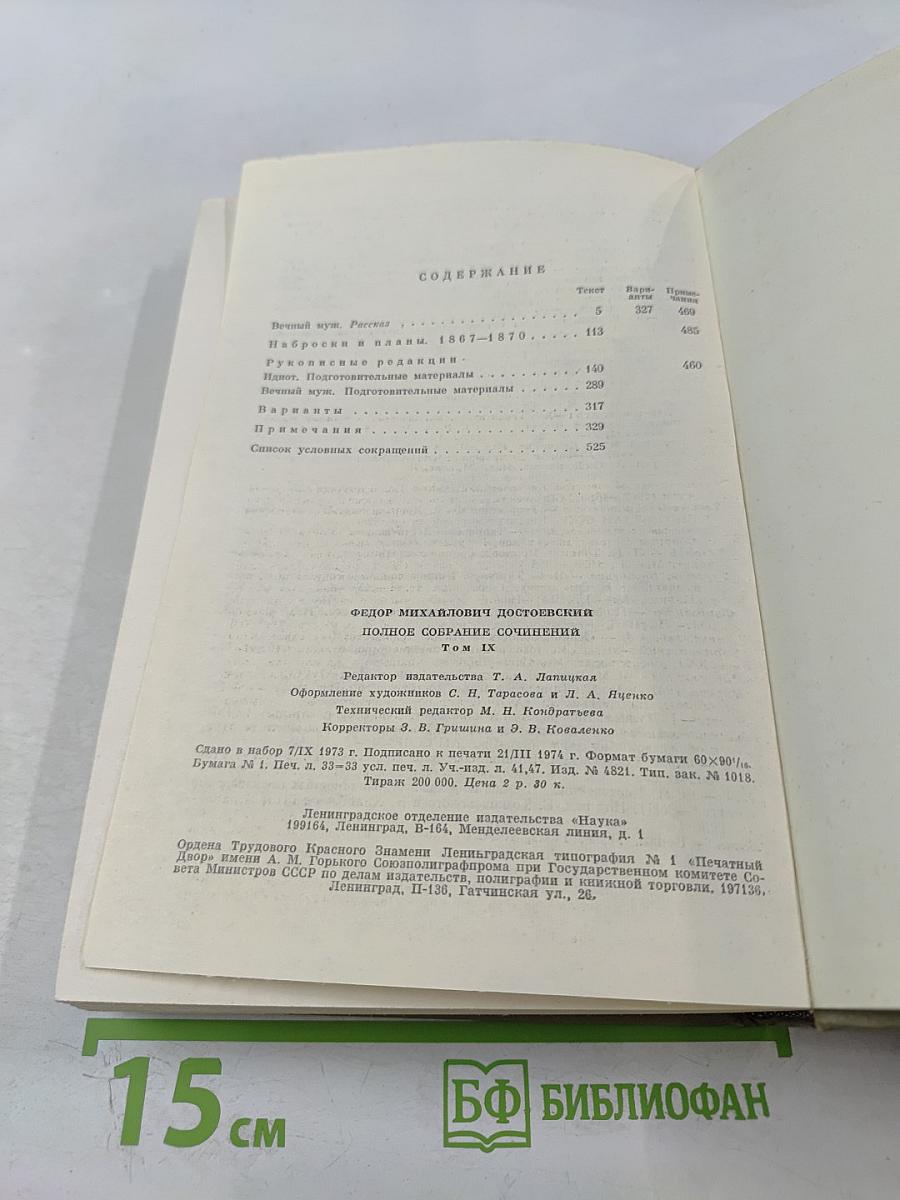 СОДЕРЖАНИЕ
Текст Вари-анты Приме-чания
Вечный муж. Рассказ . . . . . . . . . . . . . . . . 5 327 469
Наброски и планы. 1867—1870 . . . . . 113 485
Рукописные редакции
Идиот. Подготовительные материалы . . . . . . . . . . 140 460
Вечный муж. Подготовительные материалы . . . . . . 289
Варианты . . . . . . . . . . . . . . . . . . . . . . 317
Примечания . . . . . . . . . . . . . . . . . . . . 329
Список условных сокращений . . . . . . . . . . . . . . 525
ФЕДОР МИХАЙЛОВИЧ ДОСТОЕВСКИЙ
ПОЛНОЕ СОБРАНИЕ СОЧИНЕНИЙ
Том IX
Редактор издательства Т. А. Лапицкая
Оформление художников С. Н. Тарасова и Л. А. Яценко
Технический редактор М. Н. Кондратьева
Корректоры З. В. Гришина и Э. В. Коваленко
Сдано в набор 7/IX 1973 г. Подписано к печати 21/III 1974 г. Формат бумаги 60×90¹/₁₆.
Бумага № 1. Печ. л. 33=33 усл. печ. л. Уч.-изд. л. 41,47. Изд. № 4821. Тип. зак. № 1018.
Тираж 200 000. Цена 2 р. 30 к.
Ленинградское отделение издательства «Наука»
199164, Ленинград, В-164, Менделеевская линия, д. 1
Ордена Трудового Красного Знамени Ленинградская типография № 1 «Печатный
Двор» имени А. М. Горького Союзполиграфпрома при Государственном комитете Со-
вета Министров СССР по делам издательств, полиграфии и книжной торговли. 197136,
Ленинград, П-136, Гатчинская ул., 26.
15 см
БФ БИБЛИОФАН